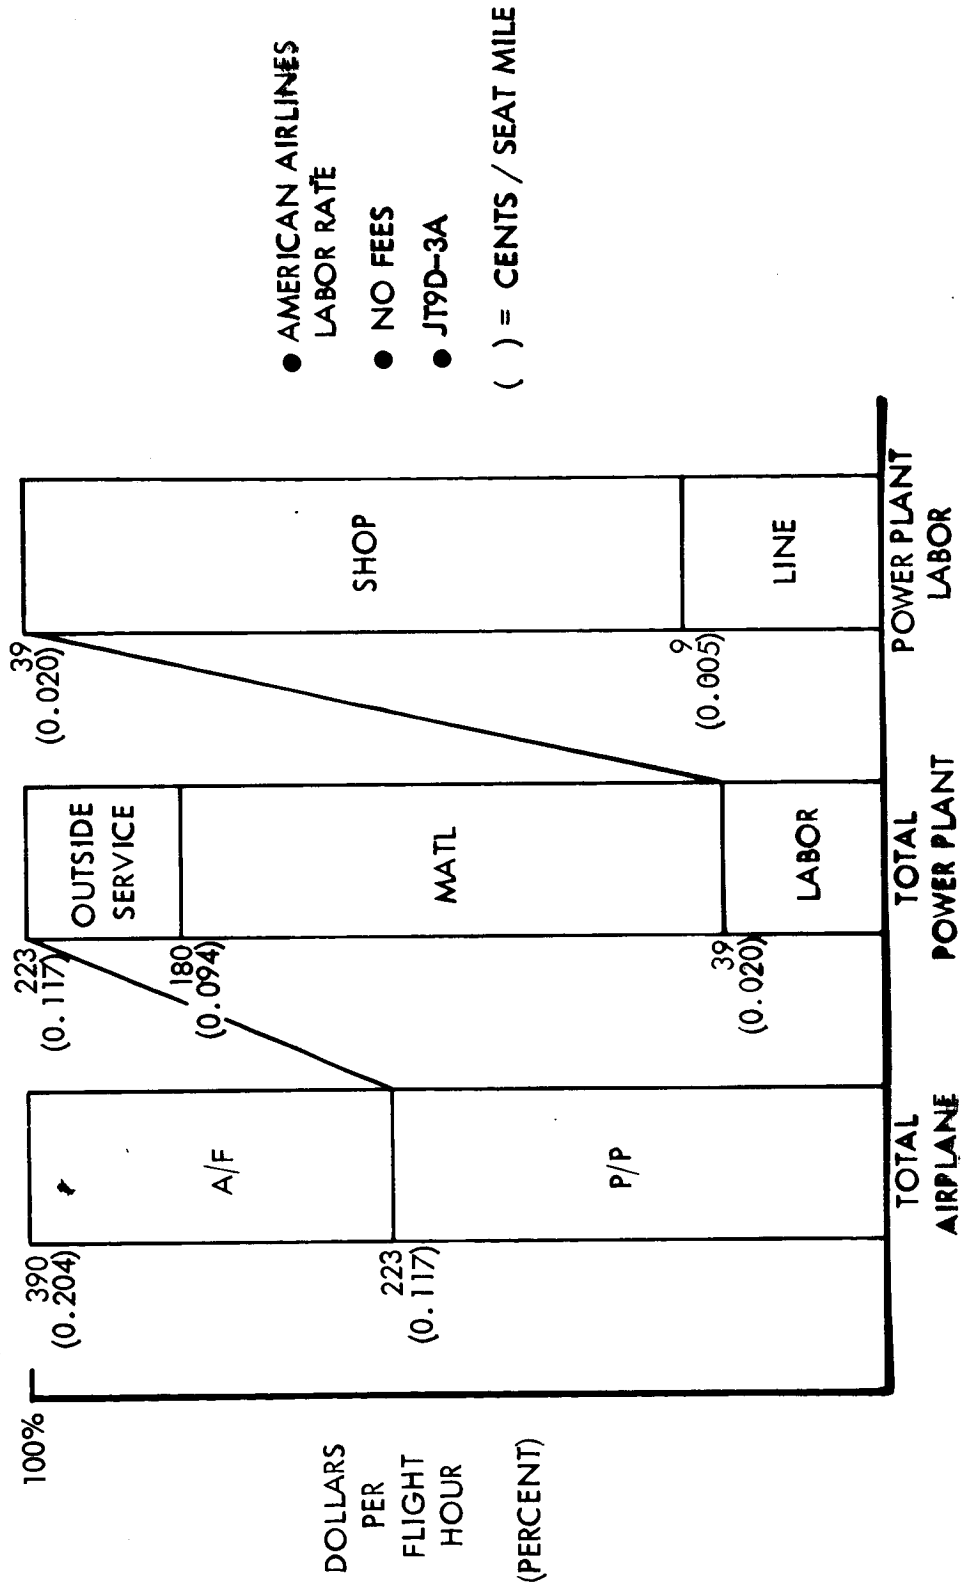 100%
DOLLARS
PER
FLIGHT
HOUR
(PERCENT)
390
(0.204)
A/F
223
(0.117)
P/P
TOTAL
AIRPLANE
223
(0.117)
OUTSIDE
SERVICE
180
(0.094)
MATL
39
(0.020)
LABOR
TOTAL
POWER PLANT
39
(0.020)
SHOP
9
(0.005)
LINE
POWER PLANT
LABOR
● AMERICAN AIRLINES
LABOR RATE
● NO FEES
● JT9D-3A
( ) = CENTS / SEAT MILE